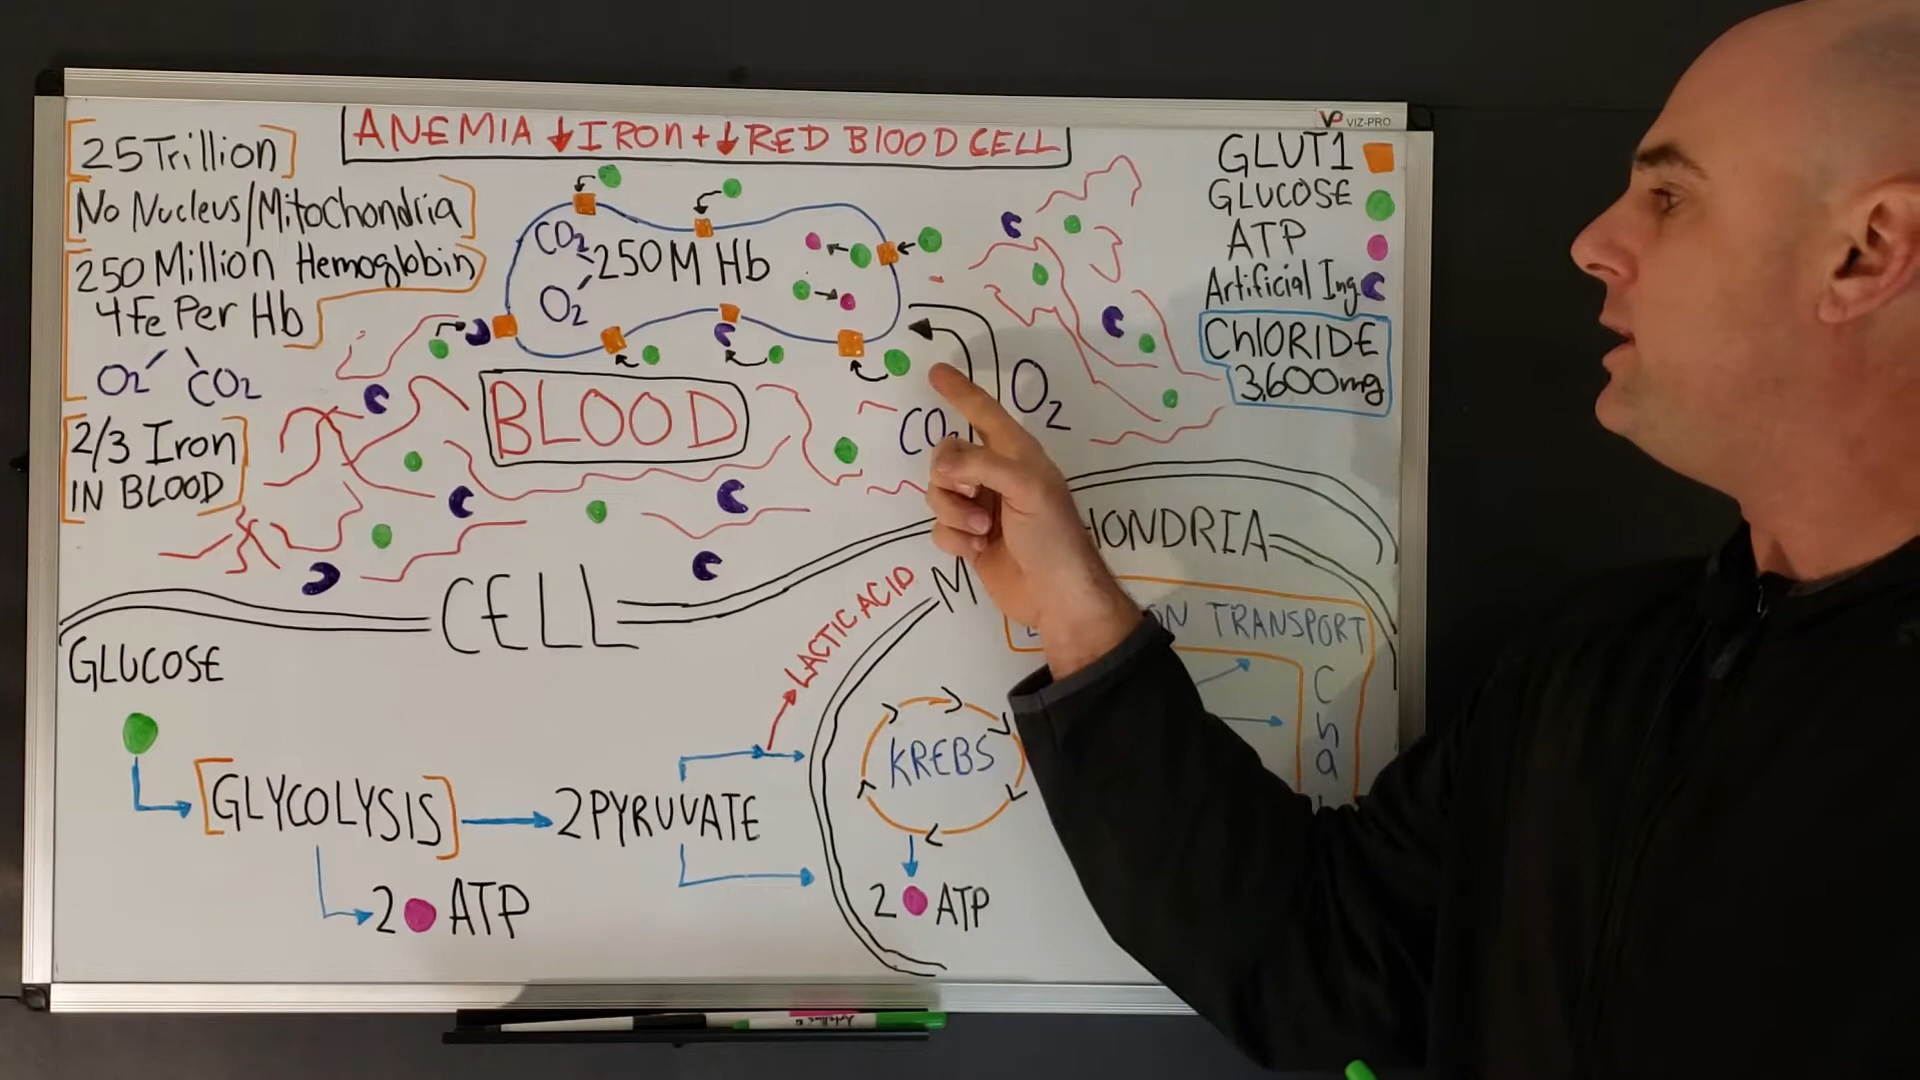 VP VIZ-PRO
ANEMIA ↓ IRON + ↓ RED BLOOD CELL
25 Trillion
No Nucleus/Mitochondria
250 Million Hemoglobin
4 Fe Per Hb
O2 CO2
2/3 Iron
IN BLOOD
CO2
250 M Hb
O2
BLOOD
CO2
O2
GLUT1
GLUCOSE
ATP
Artificial Ing
ChlORIDE
3,600mg
CELL
GLUCOSE
GLYCOLYSIS
2 ATP
2 PYRUVATE
LACTIC ACID
KREBS
2 ATP
TRANSPORT